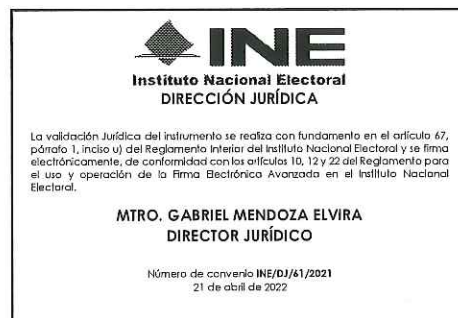 INE
Instituto Nacional Electoral
DIRECCIÓN JURÍDICA
La validación Jurídica del instrumento se realiza con fundamento en el artículo 67,
párrafo 1, inciso u) del Reglamento Interior del Instituto Nacional Electoral y se firma
electrónicamente, de conformidad con los artículos 10, 12 y 22 del Reglamento para
el uso y operación de la Firma Electrónica Avanzada en el Instituto Nacional
Electoral.
MTRO. GABRIEL MENDOZA ELVIRA
DIRECTOR JURÍDICO
Número de convenio INE/DJ/61/2021
21 de abril de 2022